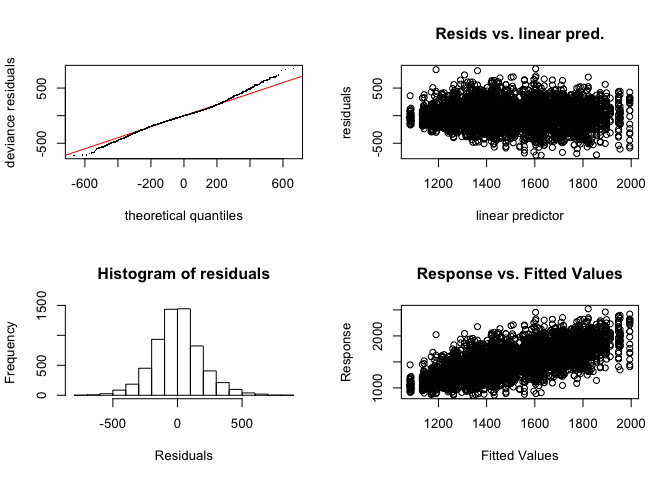 deviance residuals
500
-500
-600
-200
0
200
600
theoretical quantiles
Resids vs. linear pred.
residuals
500
-500
1200
1400
1600
1800
2000
linear predictor
Histogram of residuals
Frequency
1500
500
0
-500
0
500
Residuals
Response vs. Fitted Values
Response
2000
1000
1200
1400
1600
1800
2000
Fitted Values